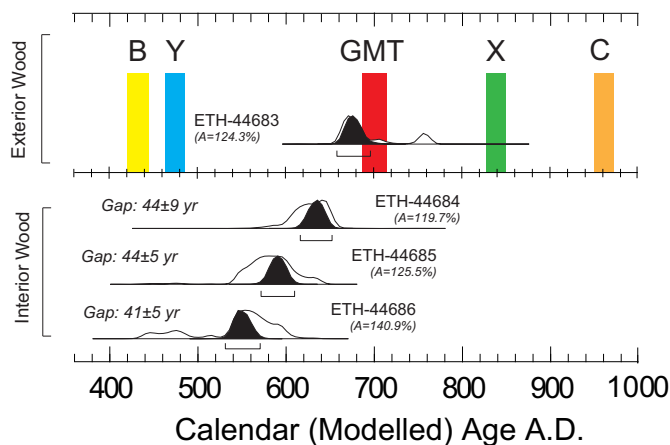 Exterior Wood
B Y GMT X C
ETH-44683
(A=124.3%)
Interior Wood
Gap: 44±9 yr
ETH-44684
(A=119.7%)
Gap: 44±5 yr
ETH-44685
(A=125.5%)
Gap: 41±5 yr
ETH-44686
(A=140.9%)
400 500 600 700 800 900 1000
Calendar (Modelled) Age A.D.